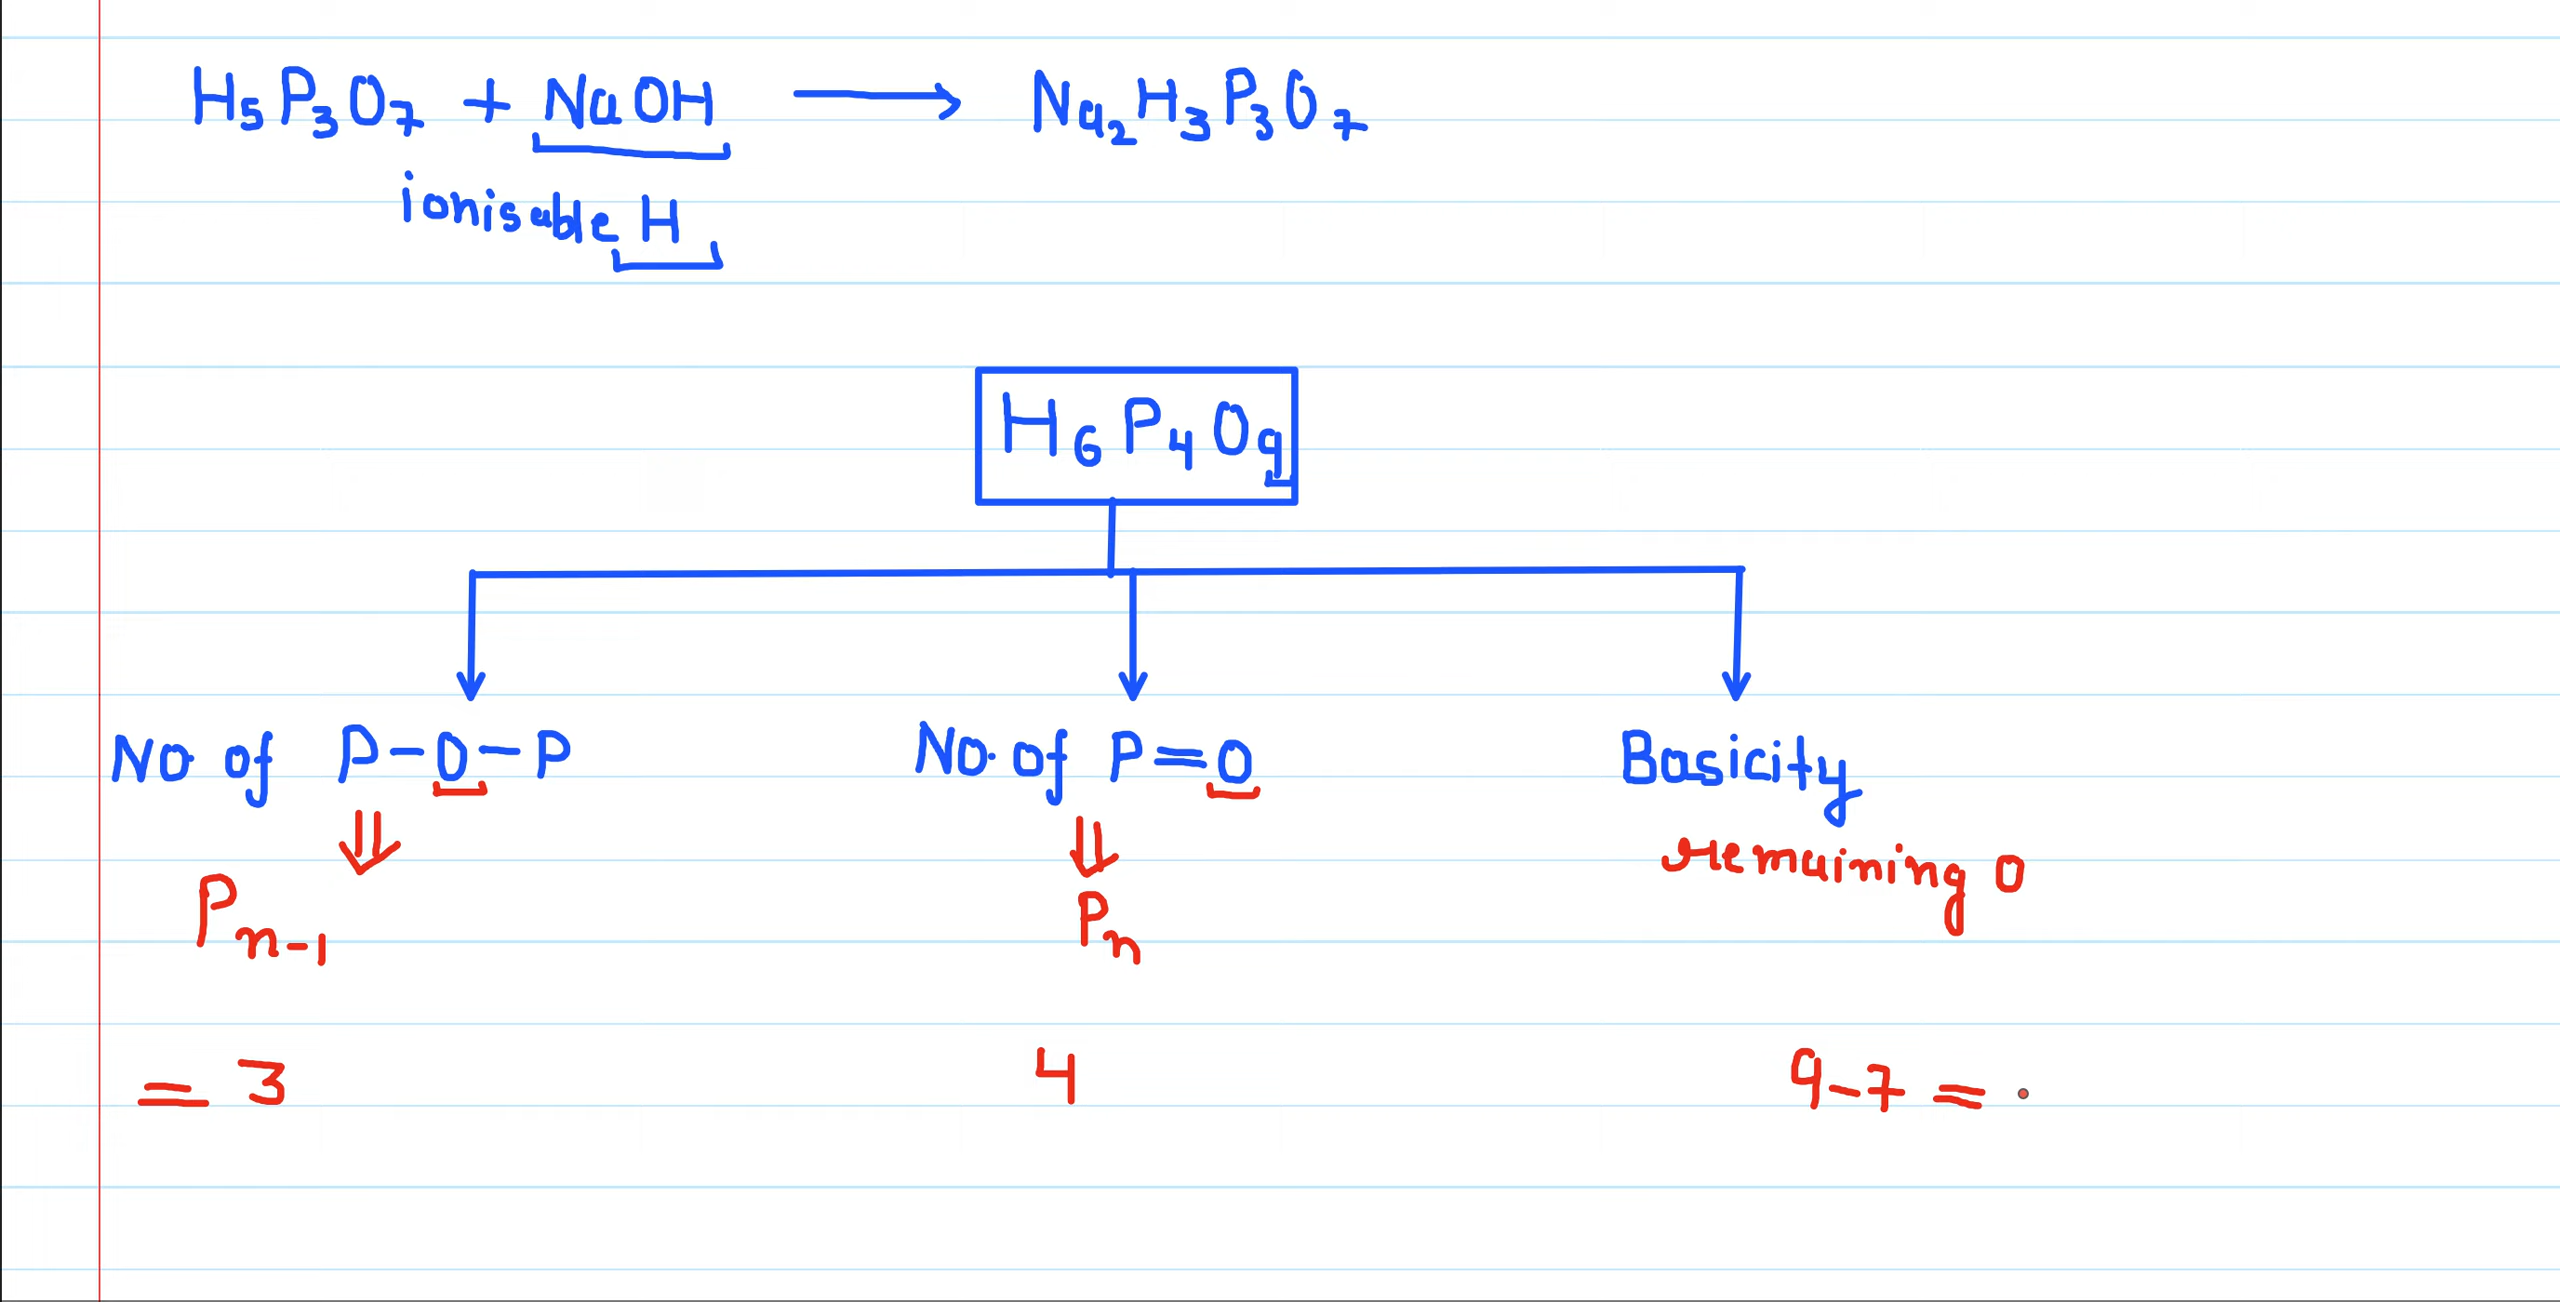 H₅P₃O₇ + NaOH ⟶ Na₂H₃P₃O₇
ionisable H
H₆P₄O₉
No of P–O–P No. of P=O Basicity
⇓ ⇓ remaining O
Pₙ₋₁ Pₙ
= 3 4 9–7 =